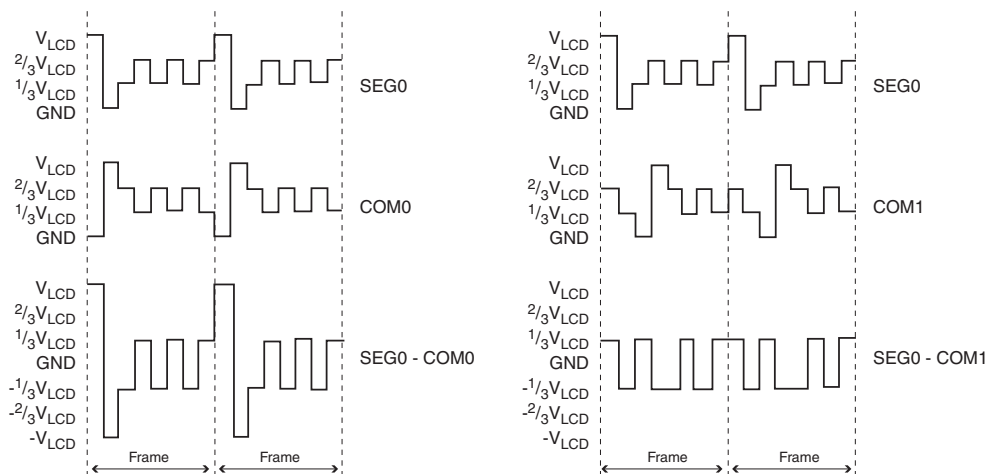 VLCD
2/3VLCD
1/3VLCD
GND
SEG0
VLCD
2/3VLCD
1/3VLCD
GND
COM0
VLCD
2/3VLCD
1/3VLCD
GND
-1/3VLCD
-2/3VLCD
-VLCD
SEG0 - COM0
Frame
Frame
VLCD
2/3VLCD
1/3VLCD
GND
SEG0
VLCD
2/3VLCD
1/3VLCD
GND
COM1
VLCD
2/3VLCD
1/3VLCD
GND
-1/3VLCD
-2/3VLCD
-VLCD
SEG0 - COM1
Frame
Frame